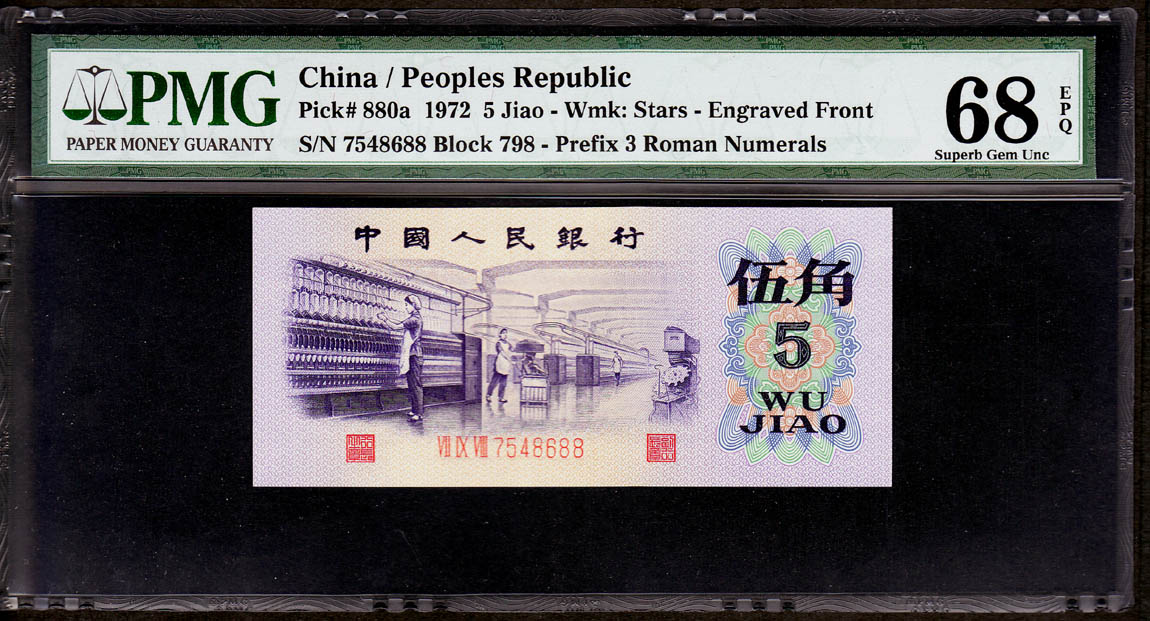 PMG
PAPER MONEY GUARANTY
China / Peoples Republic
Pick# 880a 1972 5 Jiao - Wmk: Stars - Engraved Front
S/N 7548688 Block 798 - Prefix 3 Roman Numerals
68
EPQ
Superb Gem Unc
中國人民銀行
伍角
5
WU
JIAO
VII IX VIII 7548688